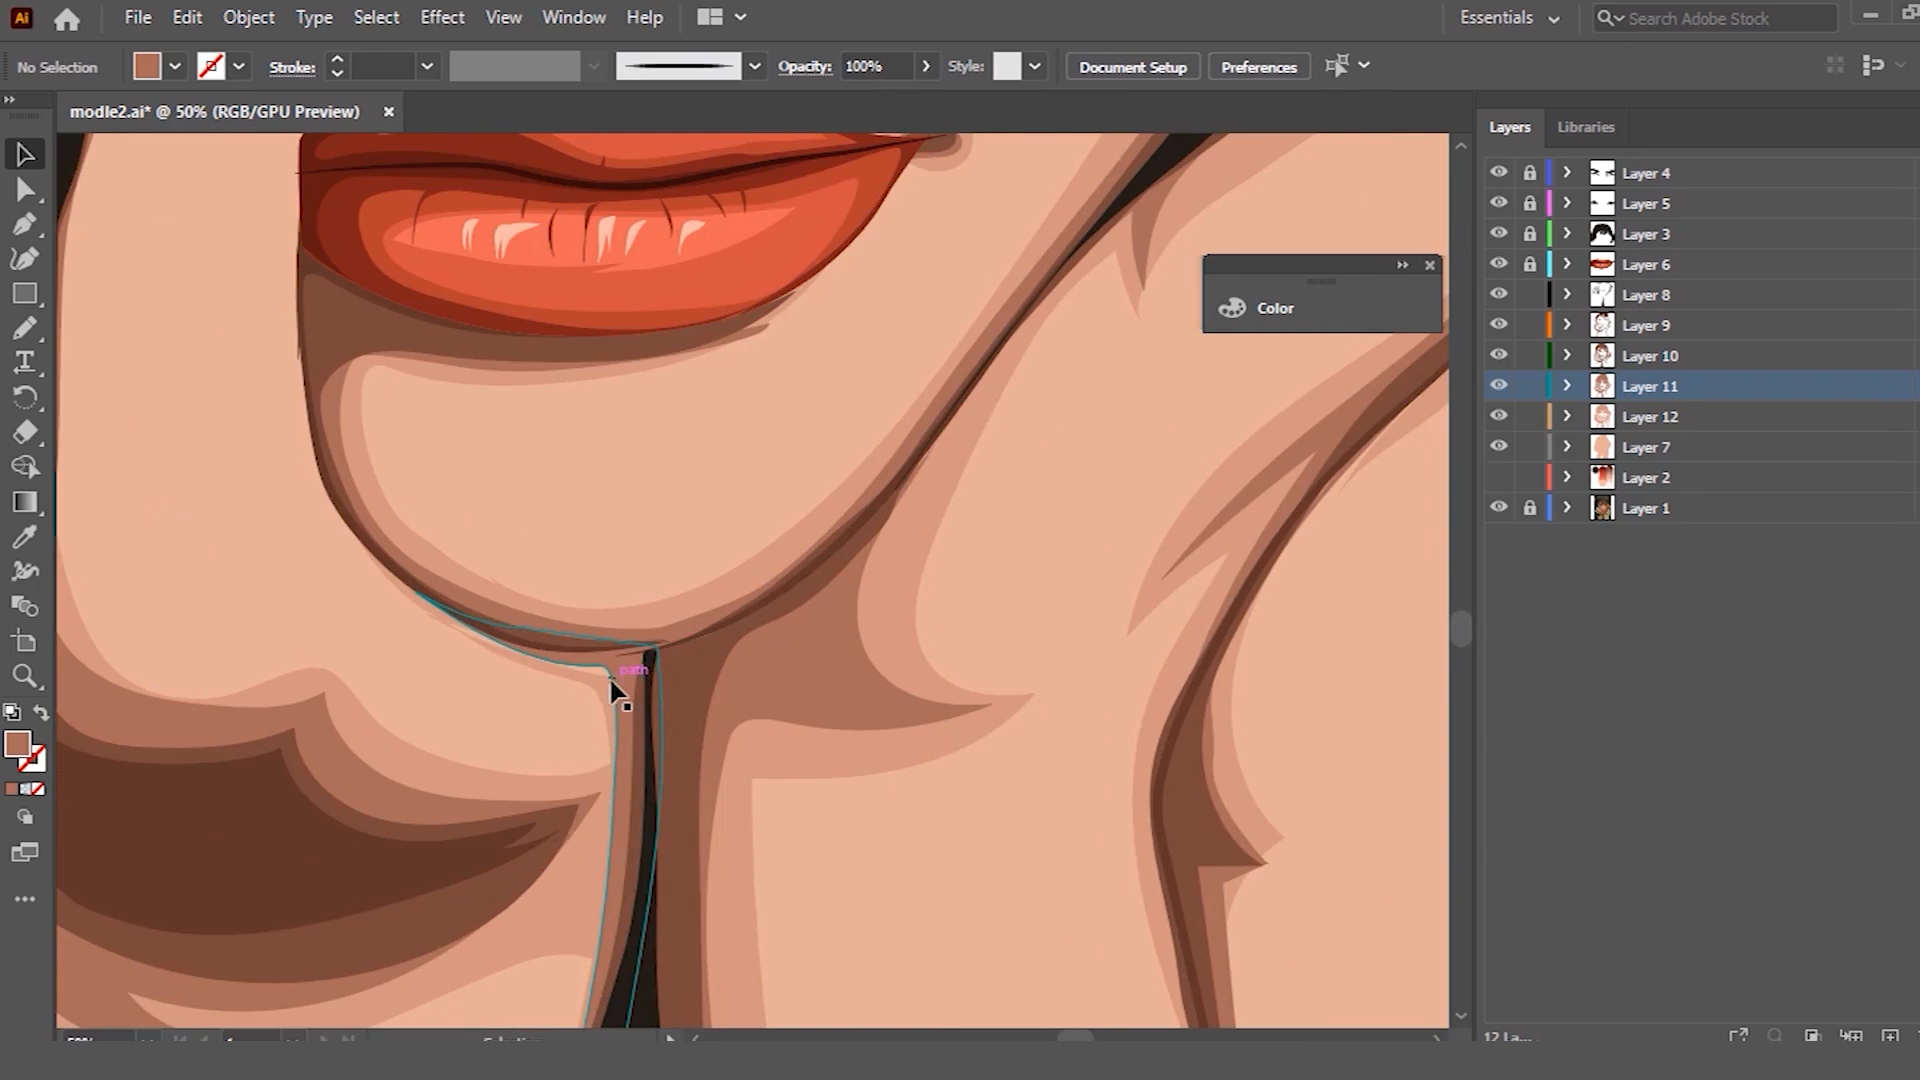 Ai File Edit Object Type Select Effect View Window Help Essentials Search Adobe Stock
No Selection Stroke: Opacity: 100% Style: Document Setup Preferences
modle2.ai* @ 50% (RGB/GPU Preview)
Layers Libraries
Layer 4
Layer 5
Layer 3
Layer 6
Layer 8
Color
Layer 9
Layer 10
Layer 11
Layer 12
Layer 7
Layer 2
Layer 1
path